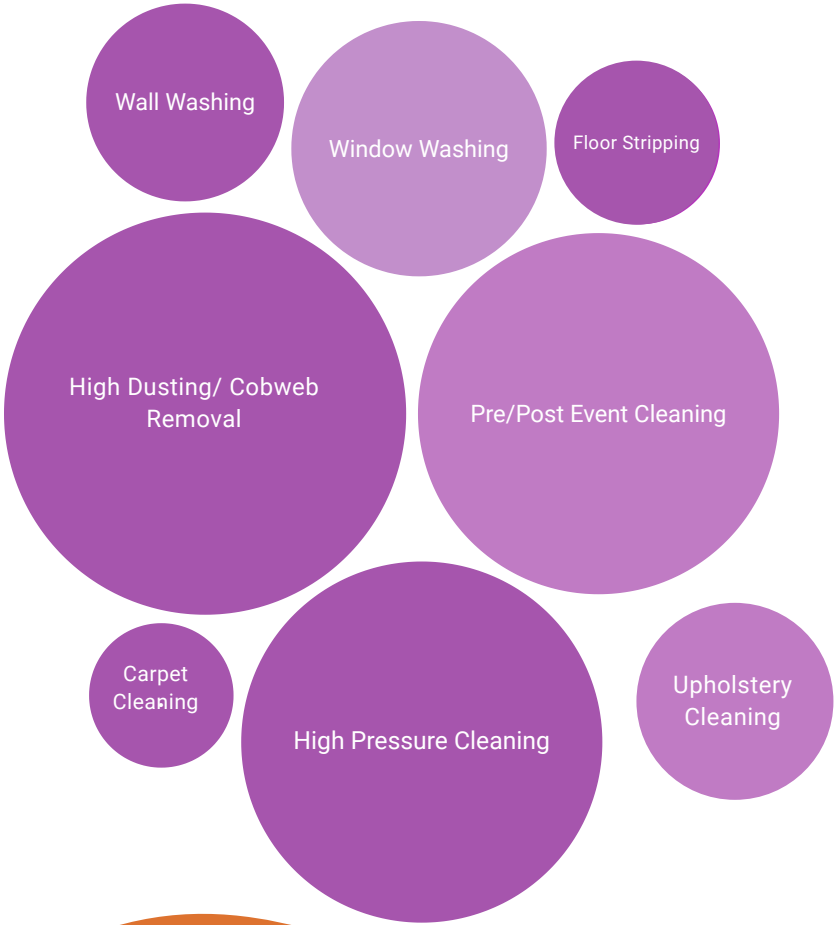 Wall Washing
Window Washing
Floor Stripping
High Dusting/ Cobweb
Removal
Pre/Post Event Cleaning
Carpet
Cleaning
High Pressure Cleaning
Upholstery
Cleaning